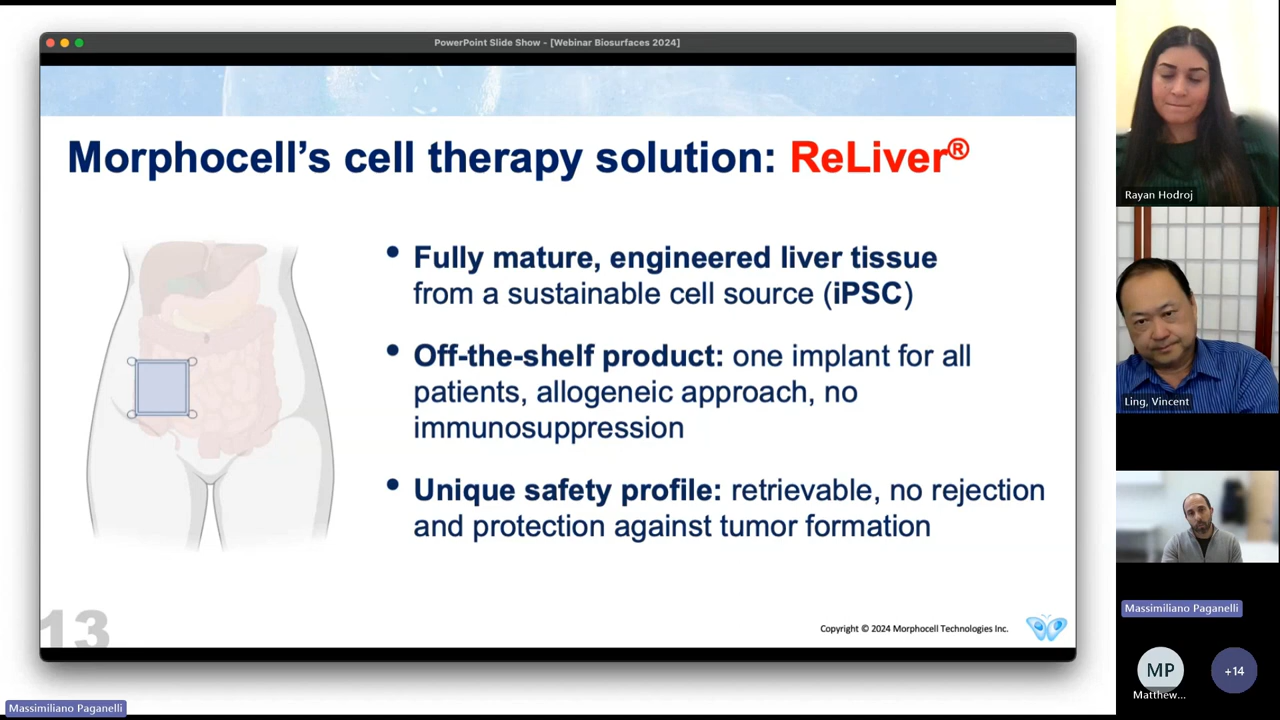 PowerPoint Slide Show - [Webinar Biosurfaces 2024]
Morphocell’s cell therapy solution: ReLiver®
• Fully mature, engineered liver tissue
from a sustainable cell source (iPSC)
• Off-the-shelf product: one implant for all
patients, allogeneic approach, no
immunosuppression
• Unique safety profile: retrievable, no rejection
and protection against tumor formation
13
Copyright © 2024 Morphocell Technologies Inc.
Massimiliano Paganelli
Rayan Hodroj
Ling, Vincent
Massimiliano Paganelli
MP
Matthew...
+14